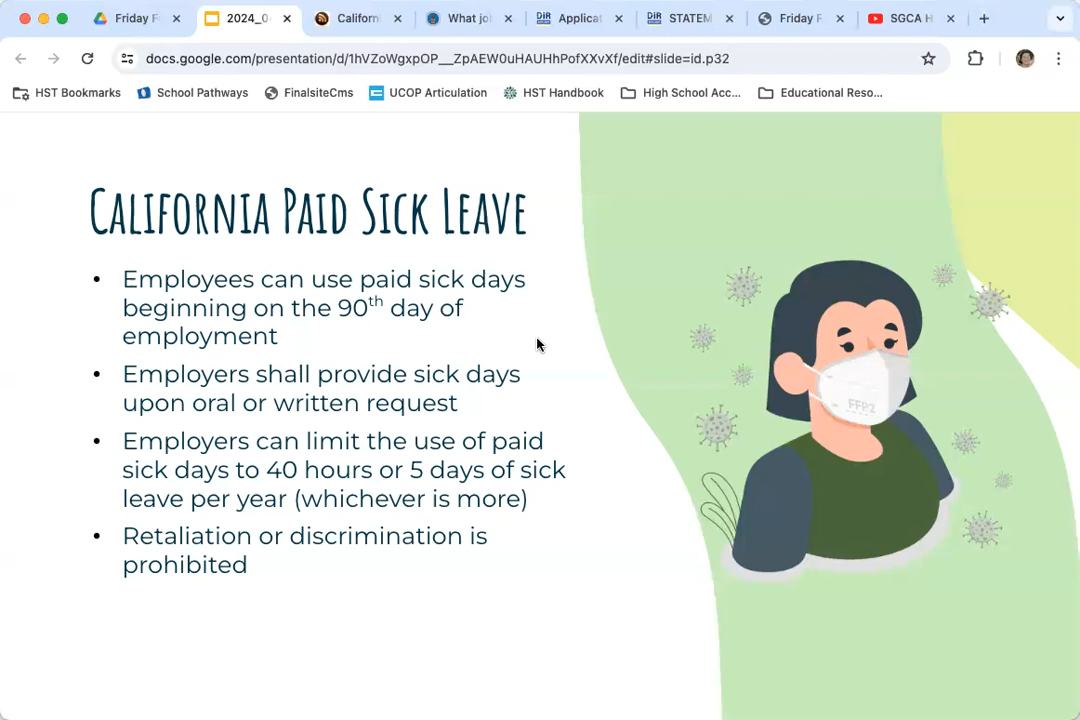 Friday F
2024_0
Californ
What jo
DIR Applicat
DIR STATEM
Friday F
SGCA H
docs.google.com/presentation/d/1hVZoWgxpOP__ZpAEW0uHAUHhPofXXvXf/edit#slide=id.p32
HST Bookmarks
School Pathways
FinalsiteCms
UCOP Articulation
HST Handbook
High School Acc...
Educational Reso...
California Paid Sick Leave
• Employees can use paid sick days
beginning on the 90th day of
employment
• Employers shall provide sick days
upon oral or written request
• Employers can limit the use of paid
sick days to 40 hours or 5 days of sick
leave per year (whichever is more)
• Retaliation or discrimination is
prohibited
FFP2